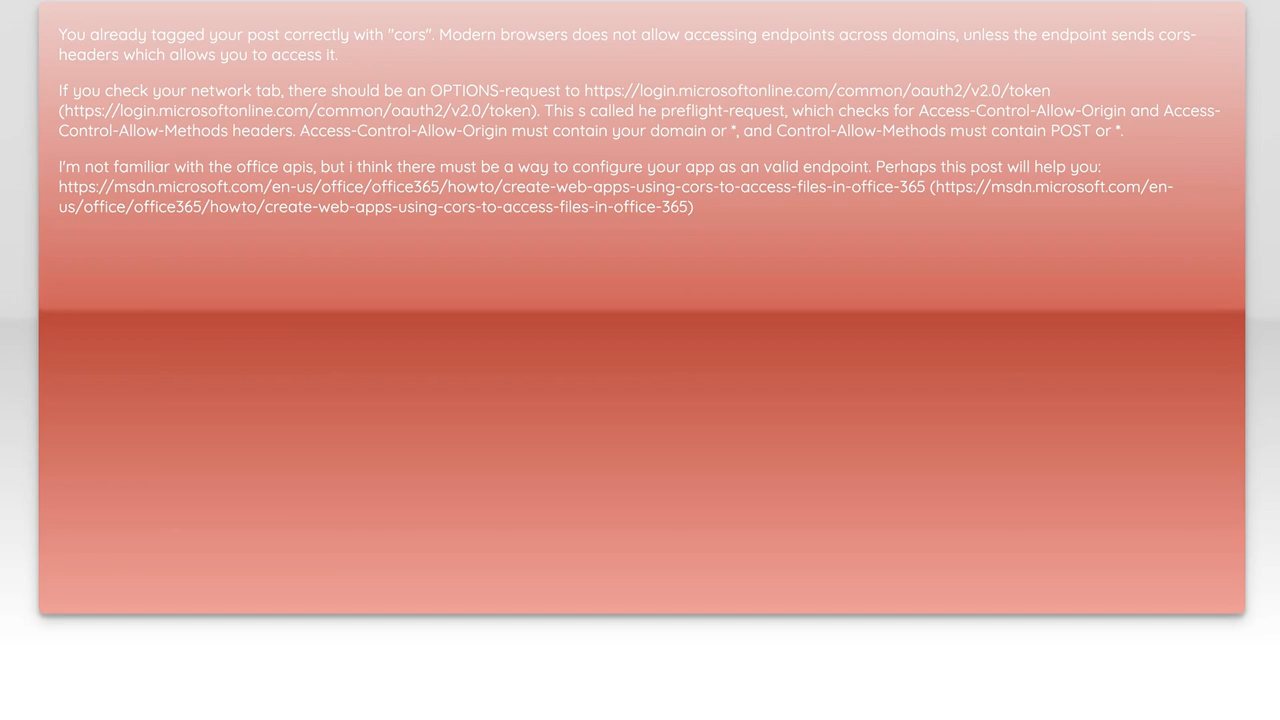 You already tagged your post correctly with "cors". Modern browsers does not allow accessing endpoints across domains, unless the endpoint sends cors-
headers which allows you to access it.
If you check your network tab, there should be an OPTIONS-request to https://login.microsoftonline.com/common/oauth2/v2.0/token
(https://login.microsoftonline.com/common/oauth2/v2.0/token). This s called he preflight-request, which checks for Access-Control-Allow-Origin and Access-
Control-Allow-Methods headers. Access-Control-Allow-Origin must contain your domain or *, and Control-Allow-Methods must contain POST or *.
I'm not familiar with the office apis, but i think there must be a way to configure your app as an valid endpoint. Perhaps this post will help you:
https://msdn.microsoft.com/en-us/office/office365/howto/create-web-apps-using-cors-to-access-files-in-office-365 (https://msdn.microsoft.com/en-
us/office/office365/howto/create-web-apps-using-cors-to-access-files-in-office-365)